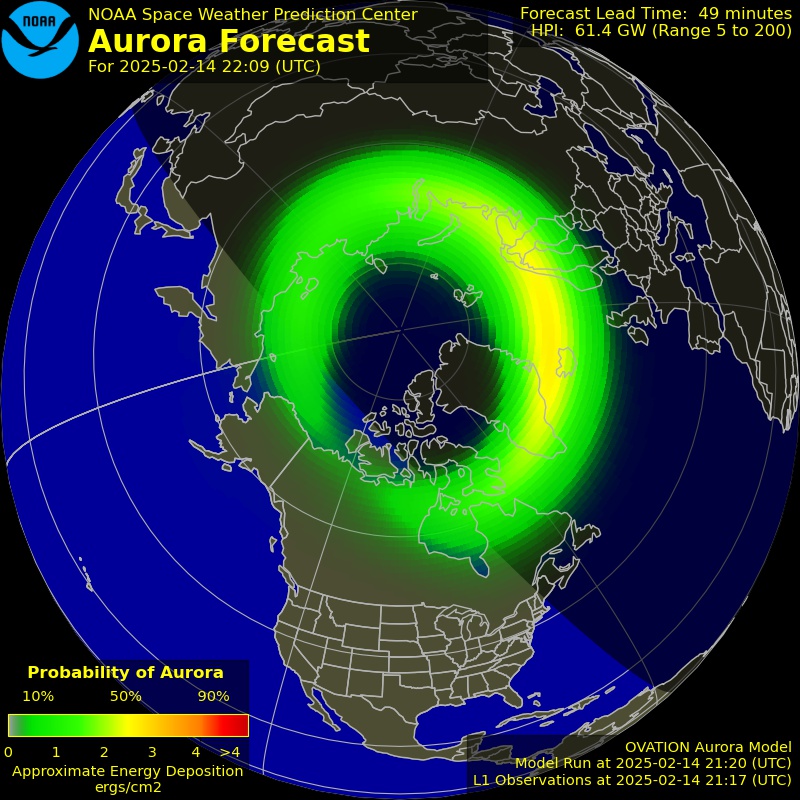 NOAA
NOAA Space Weather Prediction Center
Aurora Forecast
For 2025-02-14 22:09 (UTC)
Forecast Lead Time: 49 minutes
HPI: 61.4 GW (Range 5 to 200)
Probability of Aurora
10% 50% 90%
0 1 2 3 4 >4
Approximate Energy Deposition
ergs/cm2
OVATION Aurora Model
Model Run at 2025-02-14 21:20 (UTC)
L1 Observations at 2025-02-14 21:17 (UTC)